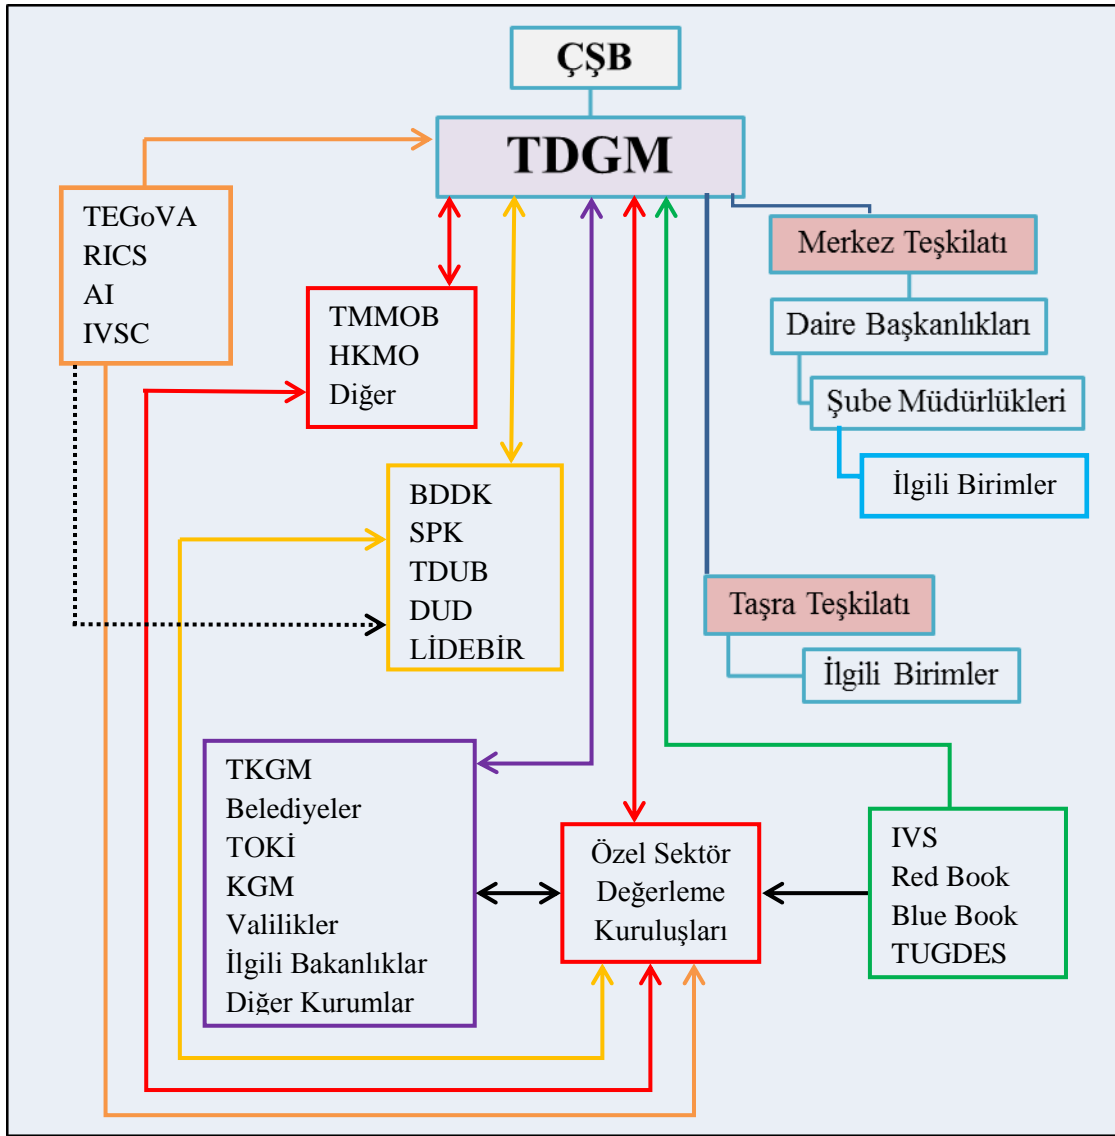 ÇŞB
TDGM
TEGoVA
RICS
AI
IVSC
TMMOB
HKMO
Diğer
BDDK
SPK
TDUB
DUD
LİDEBİR
Merkez Teşkilatı
Daire Başkanlıkları
Şube Müdürlükleri
İlgili Birimler
Taşra Teşkilatı
İlgili Birimler
TKGM
Belediyeler
TOKİ
KGM
Valilikler
İlgili Bakanlıklar
Diğer Kurumlar
Özel Sektör
Değerleme
Kuruluşları
IVS
Red Book
Blue Book
TUGDES